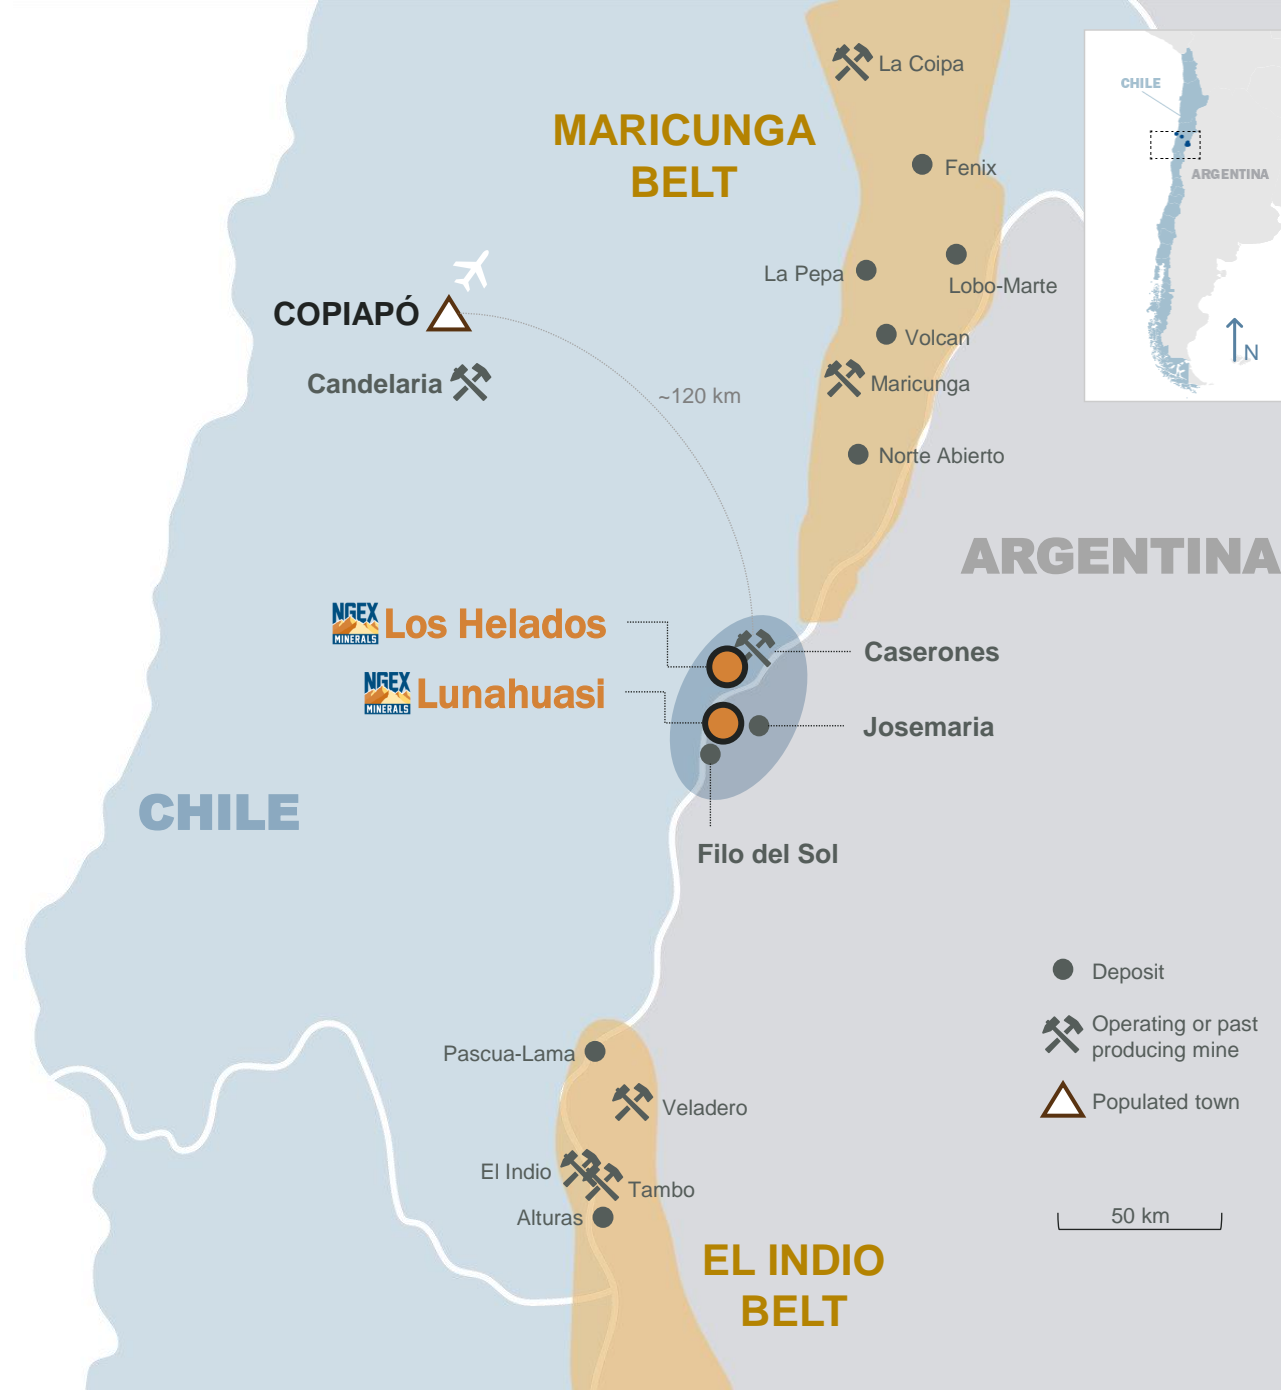 La Coipa
CHILE
MARICUNGA
BELT
Fenix
ARGENTINA
La Pepa
Lobo-Marte
COPIAPÓ
Volcan
N
Candelaria
Maricunga
~120 km
Norte Abierto
ARGENTINA
NGEX
MINERALS
Los Helados
Caserones
NGEX
MINERALS
Lunahuasi
Josemaria
CHILE
Filo del Sol
Deposit
Operating or past
producing mine
Pascua-Lama
Populated town
Veladero
El Indio
Tambo
Alturas
50 km
EL INDIO
BELT